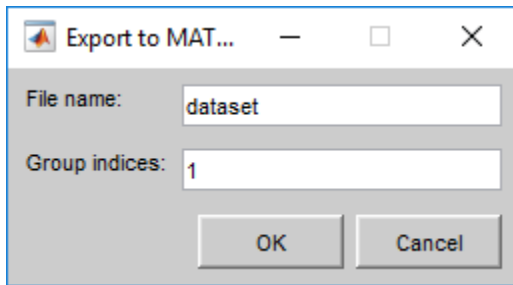 Export to MAT...
File name:
dataset
Group indices:
1
OK
Cancel